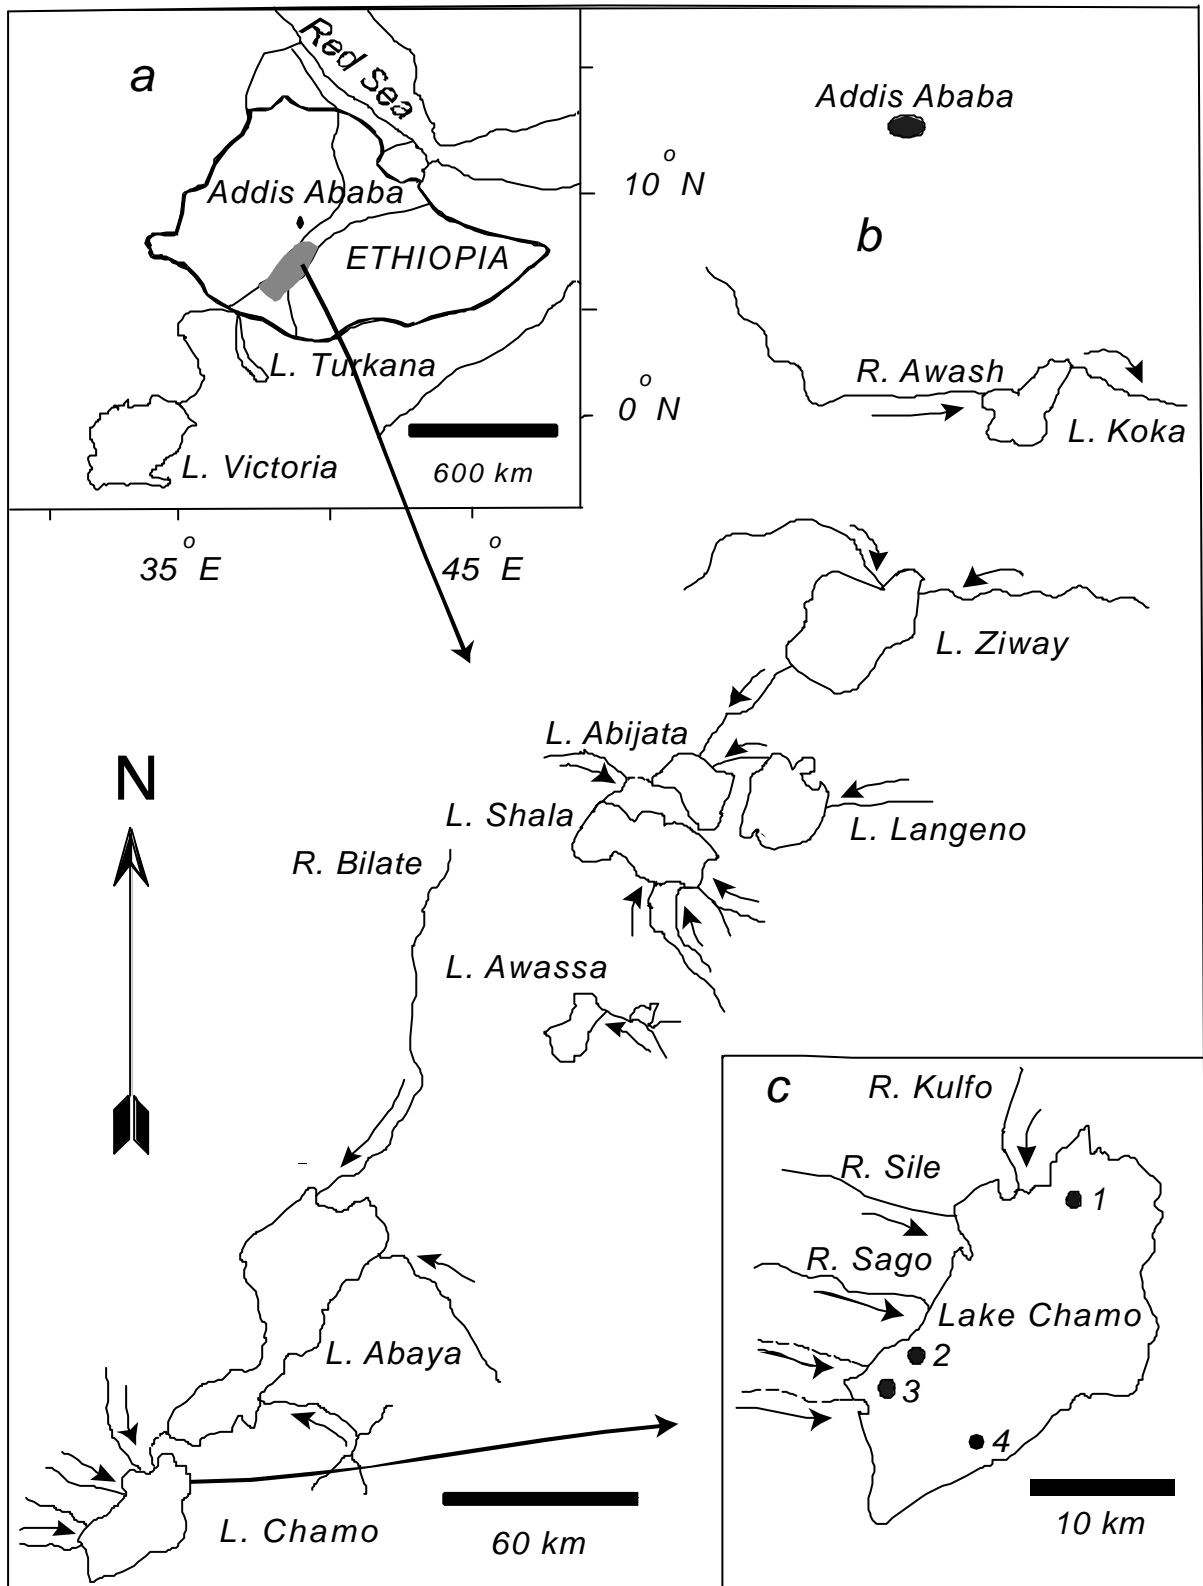 a
Red Sea
Addis Ababa
ETHIOPIA
L. Turkana
L. Victoria
600 km
10° N
0° N
35° E
45° E
Addis Ababa
b
R. Awash
L. Koka
L. Ziway
L. Abijata
L. Shala
L. Langeno
N
R. Bilate
L. Awassa
L. Abaya
L. Chamo
60 km
c
R. Kulfo
R. Sile
1
R. Sago
Lake Chamo
2
3
4
10 km